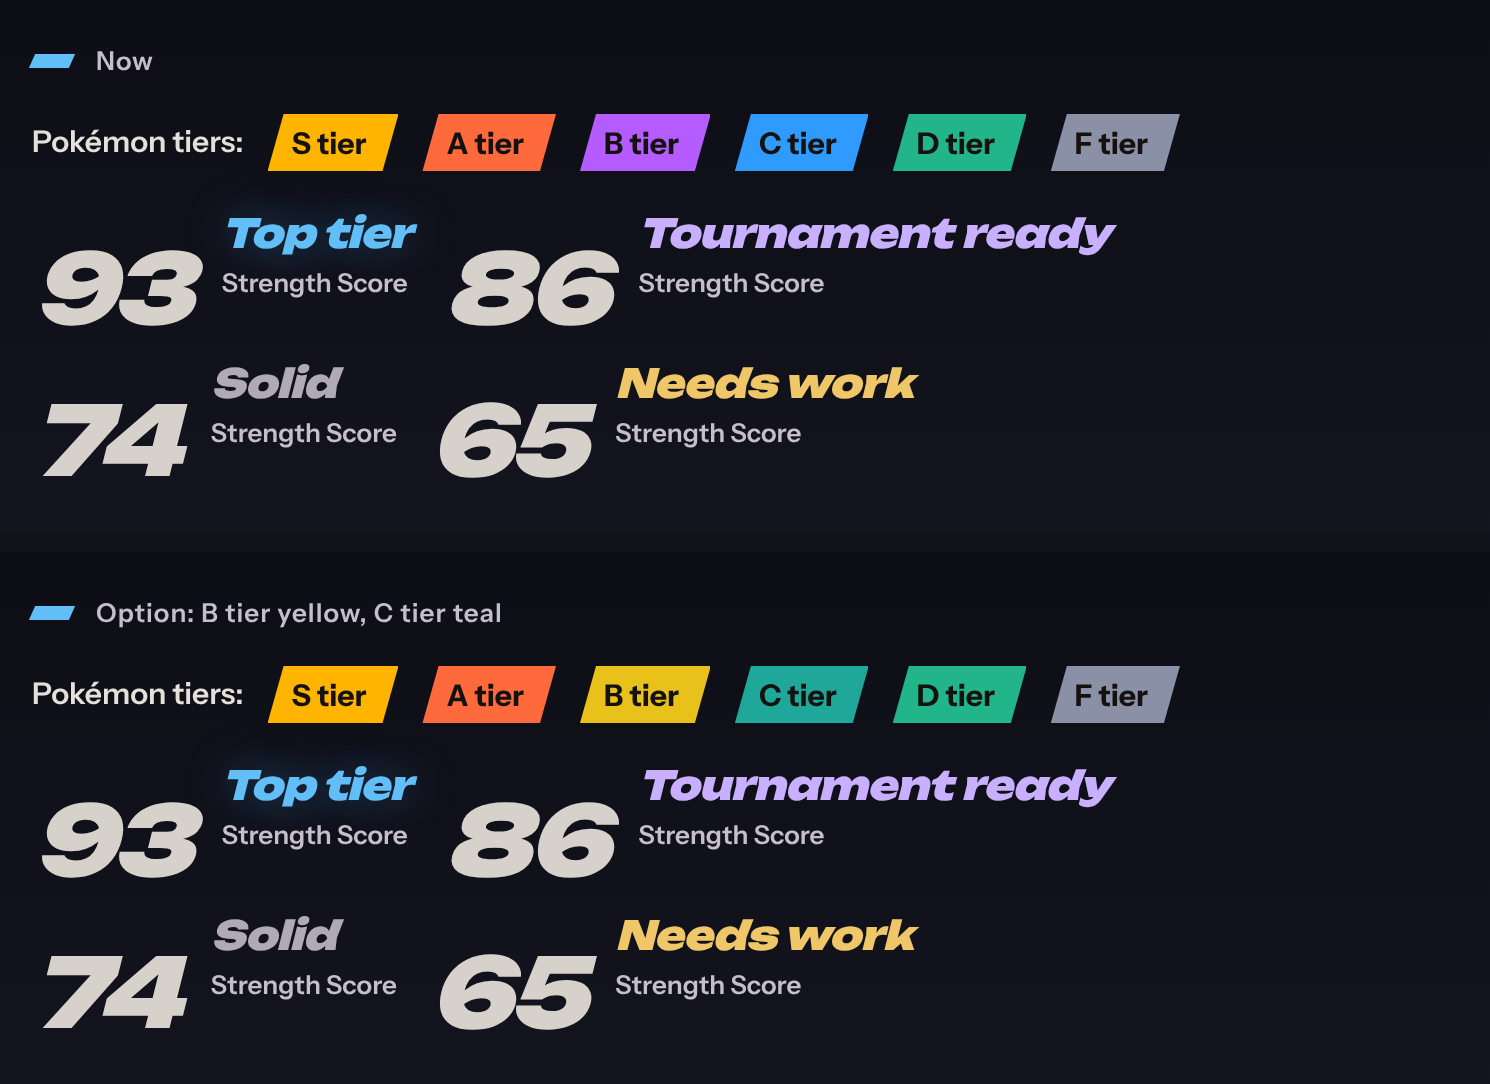 Now
Pokémon tiers: S tier A tier B tier C tier D tier F tier
93 Top tier 86 Tournament ready
Strength Score Strength Score
74 Solid 65 Needs work
Strength Score Strength Score
Option: B tier yellow, C tier teal
Pokémon tiers: S tier A tier B tier C tier D tier F tier
93 Top tier 86 Tournament ready
Strength Score Strength Score
74 Solid 65 Needs work
Strength Score Strength Score